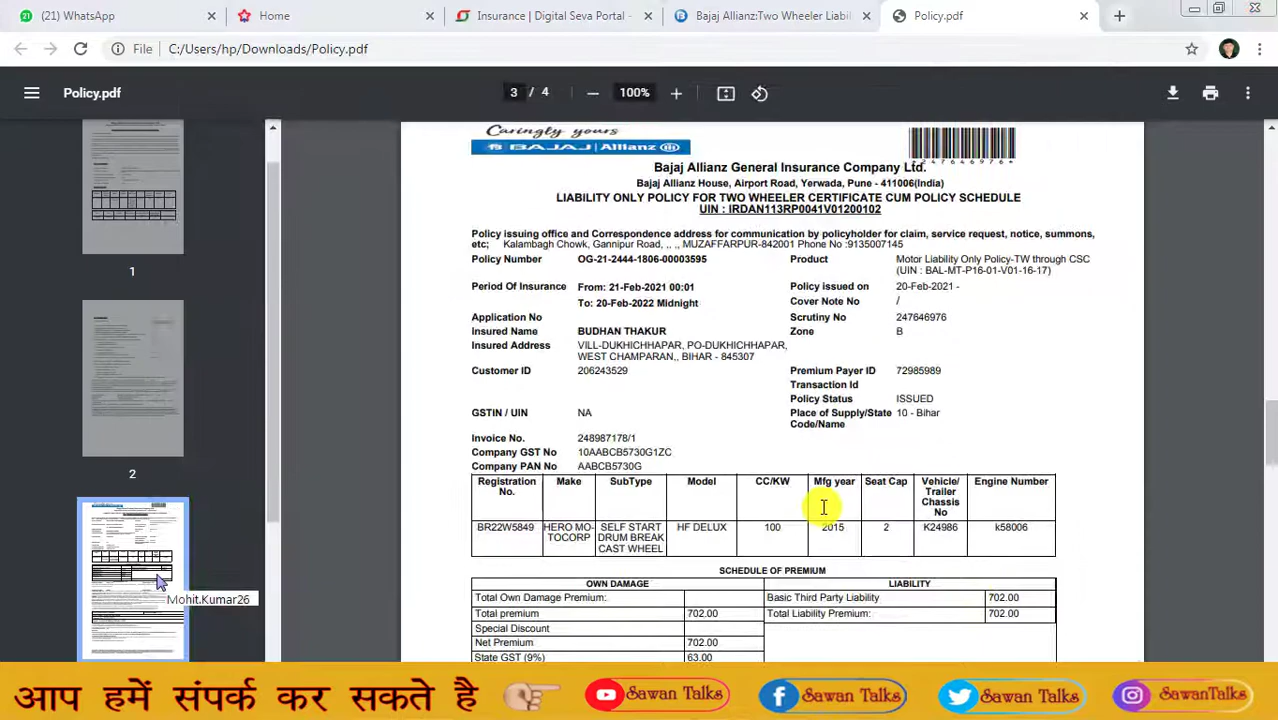 (21) WhatsApp
Home
Insurance | Digital Seva Portal -
Bajaj Allianz:Two Wheeler Liabil
Policy.pdf
File C:/Users/hp/Downloads/Policy.pdf
Policy.pdf
3 / 4
100%
1
2
Mohit.Kumar26
Caringly yours
BAJAJ | Allianz
*247646976*
Bajaj Allianz General Insurance Company Ltd.
Bajaj Allianz House, Airport Road, Yerwada, Pune - 411006(India)
LIABILITY ONLY POLICY FOR TWO WHEELER CERTIFICATE CUM POLICY SCHEDULE
UIN : IRDAN113RP0041V01200102
Policy issuing office and Correspondence address for communication by policyholder for claim, service request, notice, summons,
etc; Kalambagh Chowk, Gannipur Road, ,, ,, MUZAFFARPUR-842001 Phone No :9135007145
Policy Number OG-21-2444-1806-00003595 Product Motor Liability Only Policy-TW through CSC
(UIN : BAL-MT-P16-01-V01-16-17)
Period Of Insurance From: 21-Feb-2021 00:01 Policy issued on 20-Feb-2021 -
To: 20-Feb-2022 Midnight Cover Note No /
Application No Scrutiny No 247646976
Insured Name BUDHAN THAKUR Zone B
Insured Address VILL-DUKHICHHAPAR, PO-DUKHICHHAPAR,
WEST CHAMPARAN,, BIHAR - 845307
Customer ID 206243529 Premium Payer ID 72985989
Transaction Id
Policy Status ISSUED
GSTIN / UIN NA Place of Supply/State 10 - Bihar
Code/Name
Invoice No. 248987178/1
Company GST No 10AABCB5730G1ZC
Company PAN No AABCB5730G
Registration No. Make SubType Model CC/KW Mfg year Seat Cap Vehicle/ Trailer Chassis No Engine Number
BR22W5849 HERO MO- SELF START HF DELUX 100 2015 2 K24986 k58006
TOCORP DRUM BREAK
CAST WHEEL
SCHEDULE OF PREMIUM
OWN DAMAGE LIABILITY
Total Own Damage Premium: Basic Third Party Liability 702.00
Total premium 702.00 Total Liability Premium: 702.00
Special Discount
Net Premium 702.00
State GST (9%) 63.00
आप हमें संपर्क कर सकते है Sawan Talks Sawan Talks Sawan Talks SawanTalks